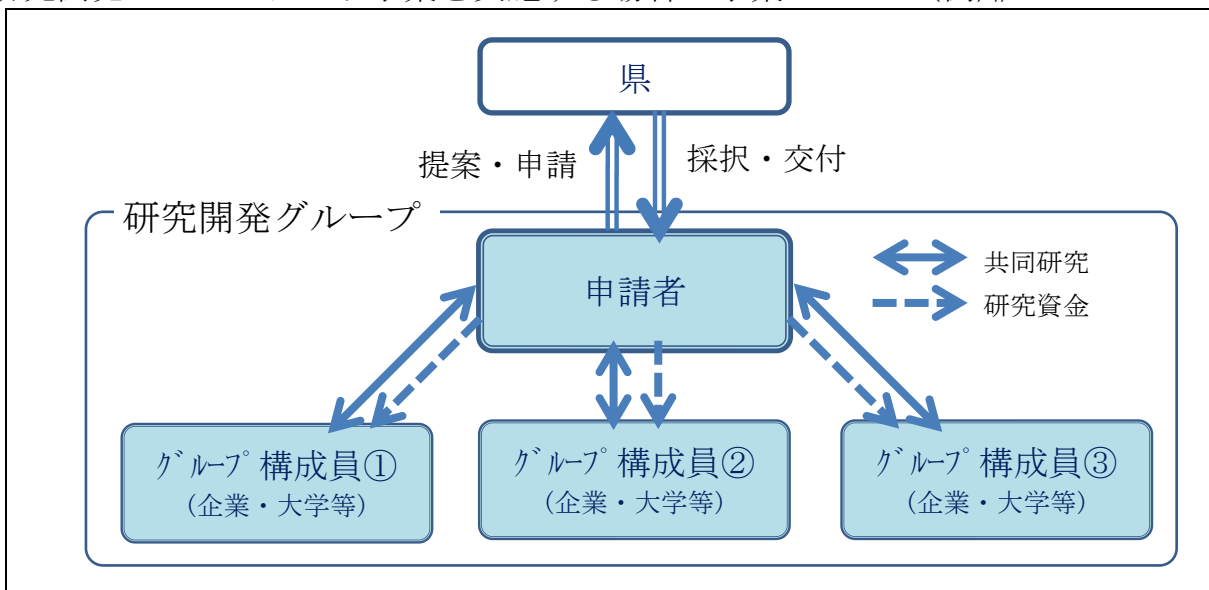 県
提案・申請
採択・交付
研究開発グループ
申請者
共同研究
研究資金
ｸﾞﾙｰﾌﾟ構成員①
(企業・大学等)
ｸﾞﾙｰﾌﾟ構成員②
(企業・大学等)
ｸﾞﾙｰﾌﾟ構成員③
(企業・大学等)